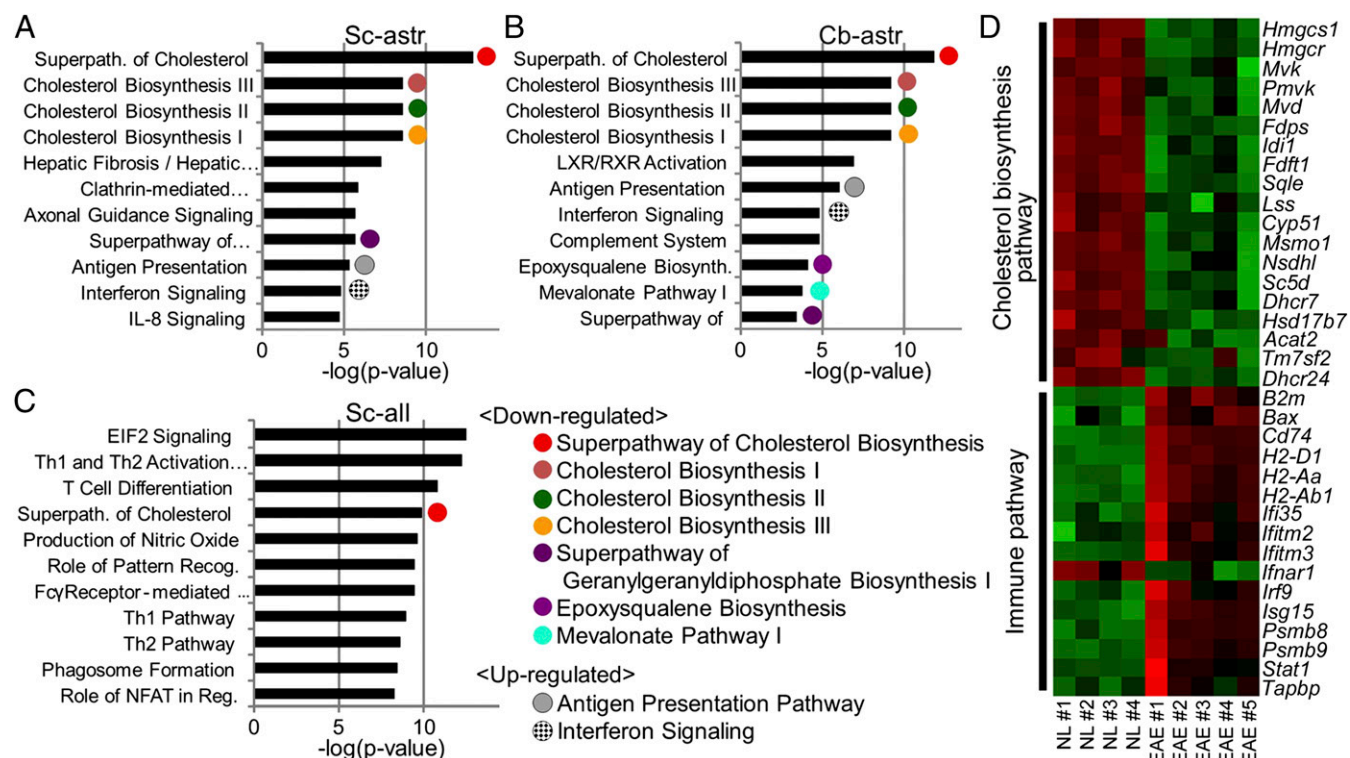 A
Sc-astr
Superpath. of Cholesterol
Cholesterol Biosynthesis III
Cholesterol Biosynthesis II
Cholesterol Biosynthesis I
Hepatic Fibrosis / Hepatic…
Clathrin-mediated…
Axonal Guidance Signaling
Superpathway of…
Antigen Presentation
Interferon Signaling
IL-8 Signaling
0 5 10
-log(p-value)
B
Cb-astr
Superpath. of Cholesterol
Cholesterol Biosynthesis III
Cholesterol Biosynthesis II
Cholesterol Biosynthesis I
LXR/RXR Activation
Antigen Presentation
Interferon Signaling
Complement System
Epoxysqualene Biosynth.
Mevalonate Pathway I
Superpathway of
0 5 10
-log(p-value)
C
Sc-all
EIF2 Signaling
Th1 and Th2 Activation…
T Cell Differentiation
Superpath. of Cholesterol
Production of Nitric Oxide
Role of Pattern Recog.
FcγReceptor-mediated …
Th1 Pathway
Th2 Pathway
Phagosome Formation
Role of NFAT in Reg.
0 5 10
-log(p-value)
<Down-regulated>
Superpathway of Cholesterol Biosynthesis
Cholesterol Biosynthesis I
Cholesterol Biosynthesis II
Cholesterol Biosynthesis III
Superpathway of
Geranylgeranyldiphosphate Biosynthesis I
Epoxysqualene Biosynthesis
Mevalonate Pathway I
<Up-regulated>
Antigen Presentation Pathway
Interferon Signaling
D
Cholesterol biosynthesis
pathway
Immune pathway
Hmgcs1
Hmgcr
Mvk
Pmvk
Mvd
Fdps
Idi1
Fdft1
Sqle
Lss
Cyp51
Msmo1
Nsdhl
Sc5d
Dhcr7
Hsd17b7
Acat2
Tm7sf2
Dhcr24
B2m
Bax
Cd74
H2-D1
H2-Aa
H2-Ab1
Ifi35
Ifitm2
Ifitm3
Ifnar1
Irf9
Isg15
Psmb8
Psmb9
Stat1
Tapbp
NL #1
NL #2
NL #3
NL #4
EAE #1
EAE #2
EAE #3
EAE #4
EAE #5